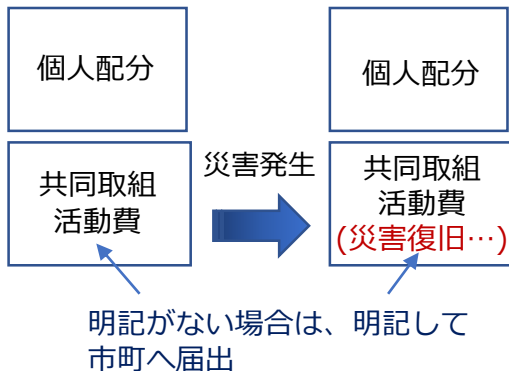 個人配分
個人配分
災害発生
共同取組
活動費
共同取組
活動費
(災害復旧…)
明記がない場合は、明記して
市町へ届出